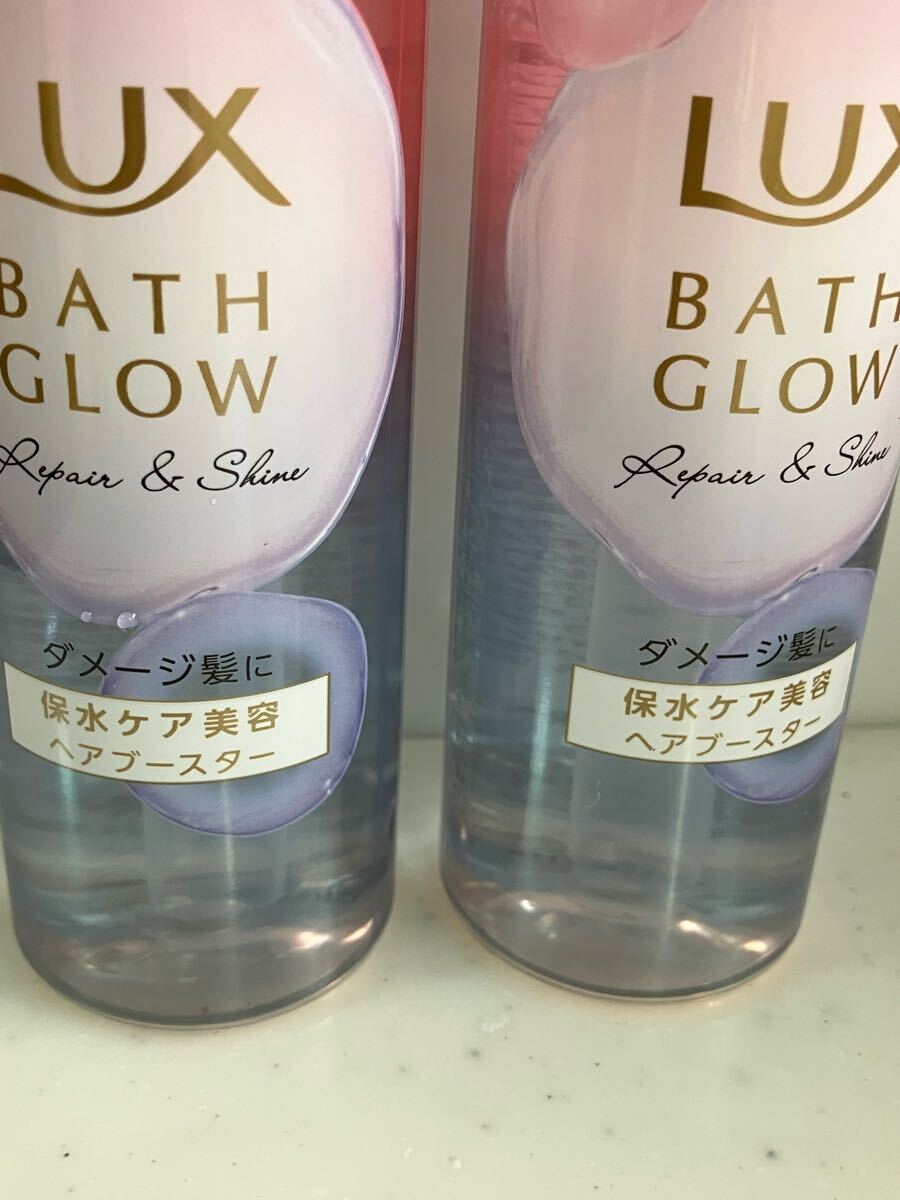 LUX
BATH
GLOW
Repair & Shine
ダメージ髪に
保水ケア美容
ヘアブースター
LUX
BATH
GLOW
Repair & Shine
ダメージ髪に
保水ケア美容
ヘアブースター